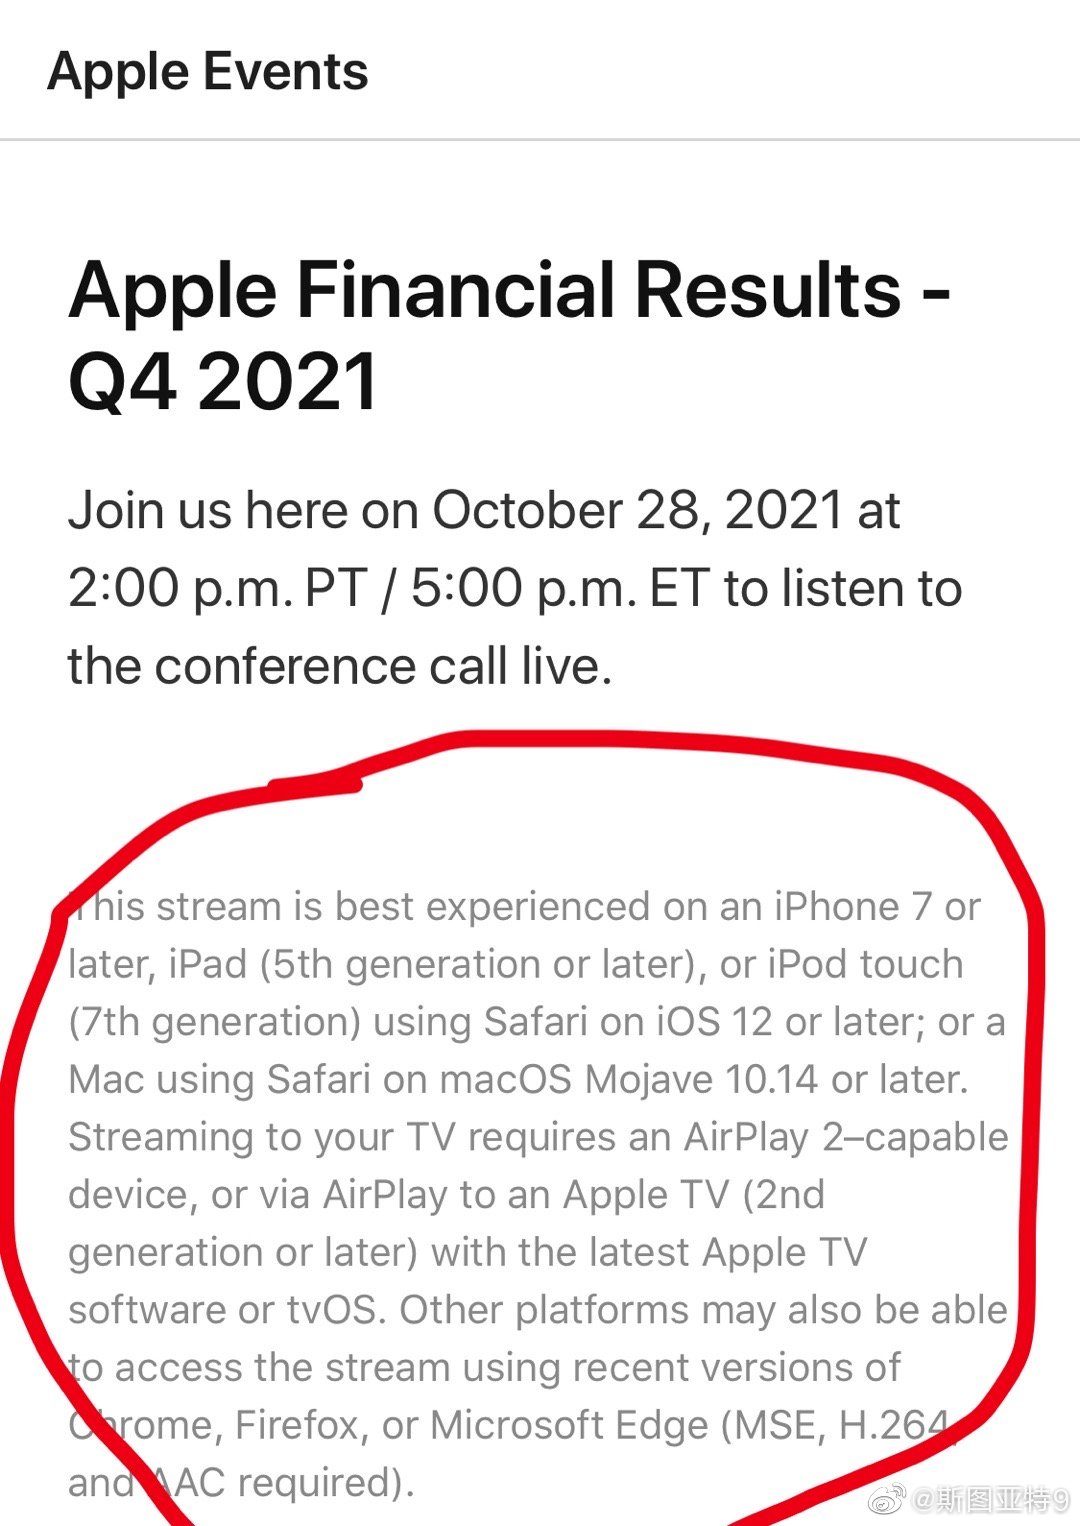 Apple Events
Apple Financial Results -
Q4 2021
Join us here on October 28, 2021 at
2:00 p.m. PT / 5:00 p.m. ET to listen to
the conference call live.
This stream is best experienced on an iPhone 7 or
later, iPad (5th generation or later), or iPod touch
(7th generation) using Safari on iOS 12 or later; or a
Mac using Safari on macOS Mojave 10.14 or later.
Streaming to your TV requires an AirPlay 2–capable
device, or via AirPlay to an Apple TV (2nd
generation or later) with the latest Apple TV
software or tvOS. Other platforms may also be able
to access the stream using recent versions of
Chrome, Firefox, or Microsoft Edge (MSE, H.264,
and AAC required).
@斯图亚特9